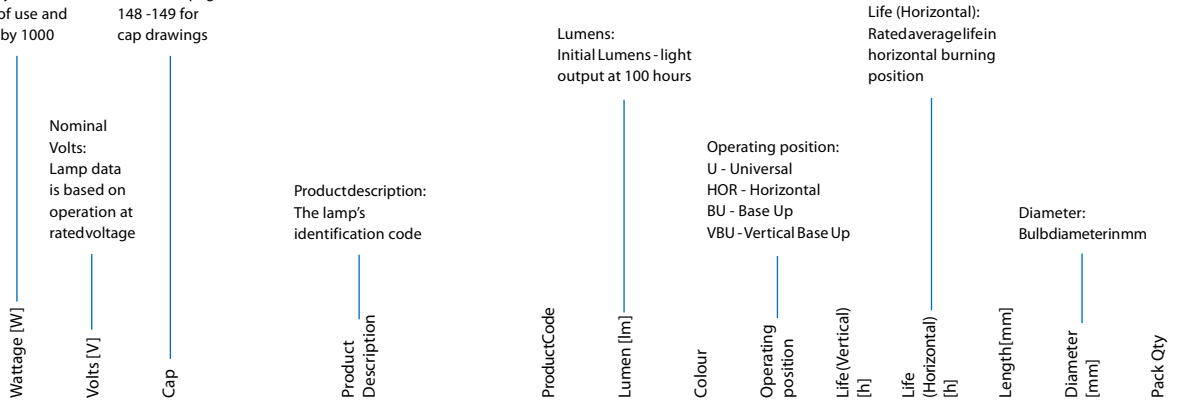 of use and
by 1000
148 -149 for
cap drawings
Nominal
Volts:
Lamp data
is based on
operation at
ratedvoltage
Productdescription:
The lamp's
identification code
Lumens:
Initial Lumens - light
output at 100 hours
Operating position:
U - Universal
HOR - Horizontal
BU - Base Up
VBU - Vertical Base Up
Life (Horizontal):
Ratedaveragelifein
horizontal burning
position
Diameter:
Bulbdiameterinmm
Wattage [W]
Volts [V]
Cap
Product
Description
ProductCode
Lumen [lm]
Colour
Operating
position
Life (Vertical)
[h]
Life
(Horizontal)
[h]
Length[mm]
Diameter
[mm]
Pack Qty